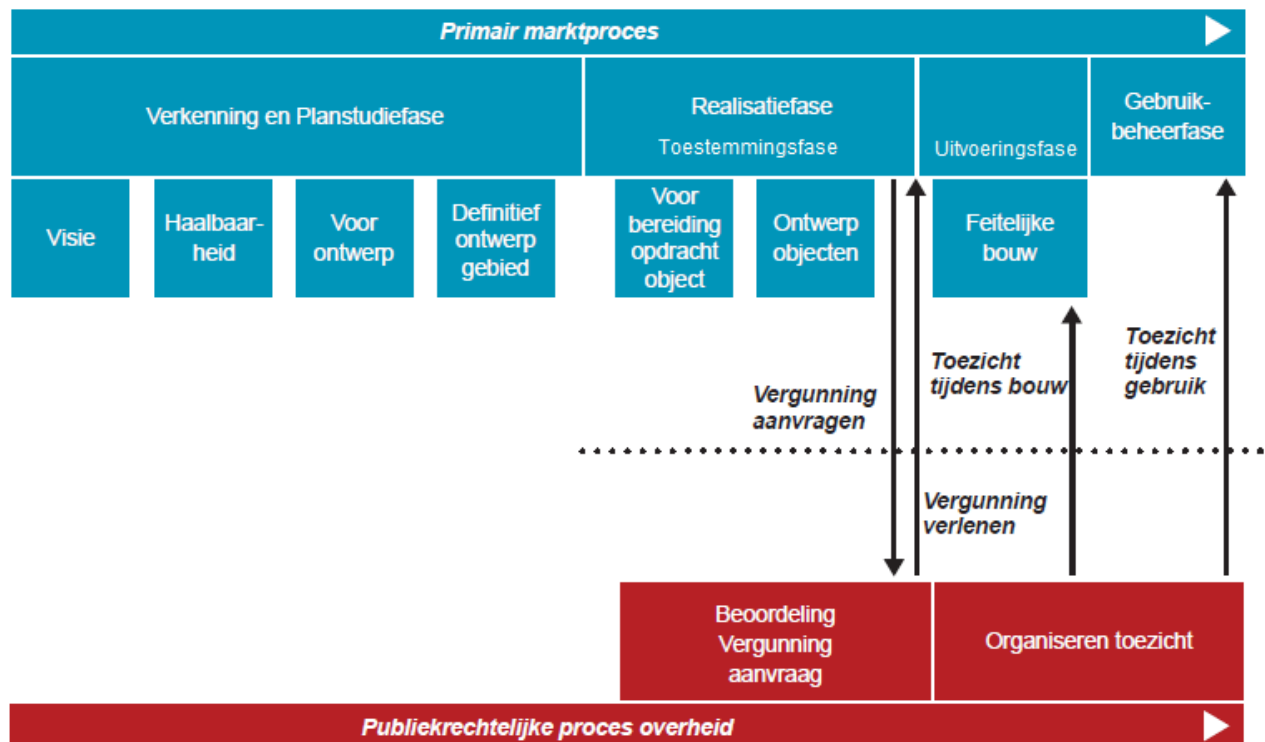 Primair marktproces
Verkenning en Planstudiefase
Realisatiefase
Toestemmingsfase
Uitvoeringsfase
Gebruik-
beheerfase
Visie
Haalbaar-
heid
Voor
ontwerp
Definitief
ontwerp
gebied
Voor
bereiding
opdracht
object
Ontwerp
objecten
Feitelijke
bouw
Vergunning
aanvragen
Toezicht
tijdens bouw
Toezicht
tijdens
gebruik
Vergunning
verlenen
Beoordeling
Vergunning
aanvraag
Organiseren toezicht
Publiekrechtelijke proces overheid